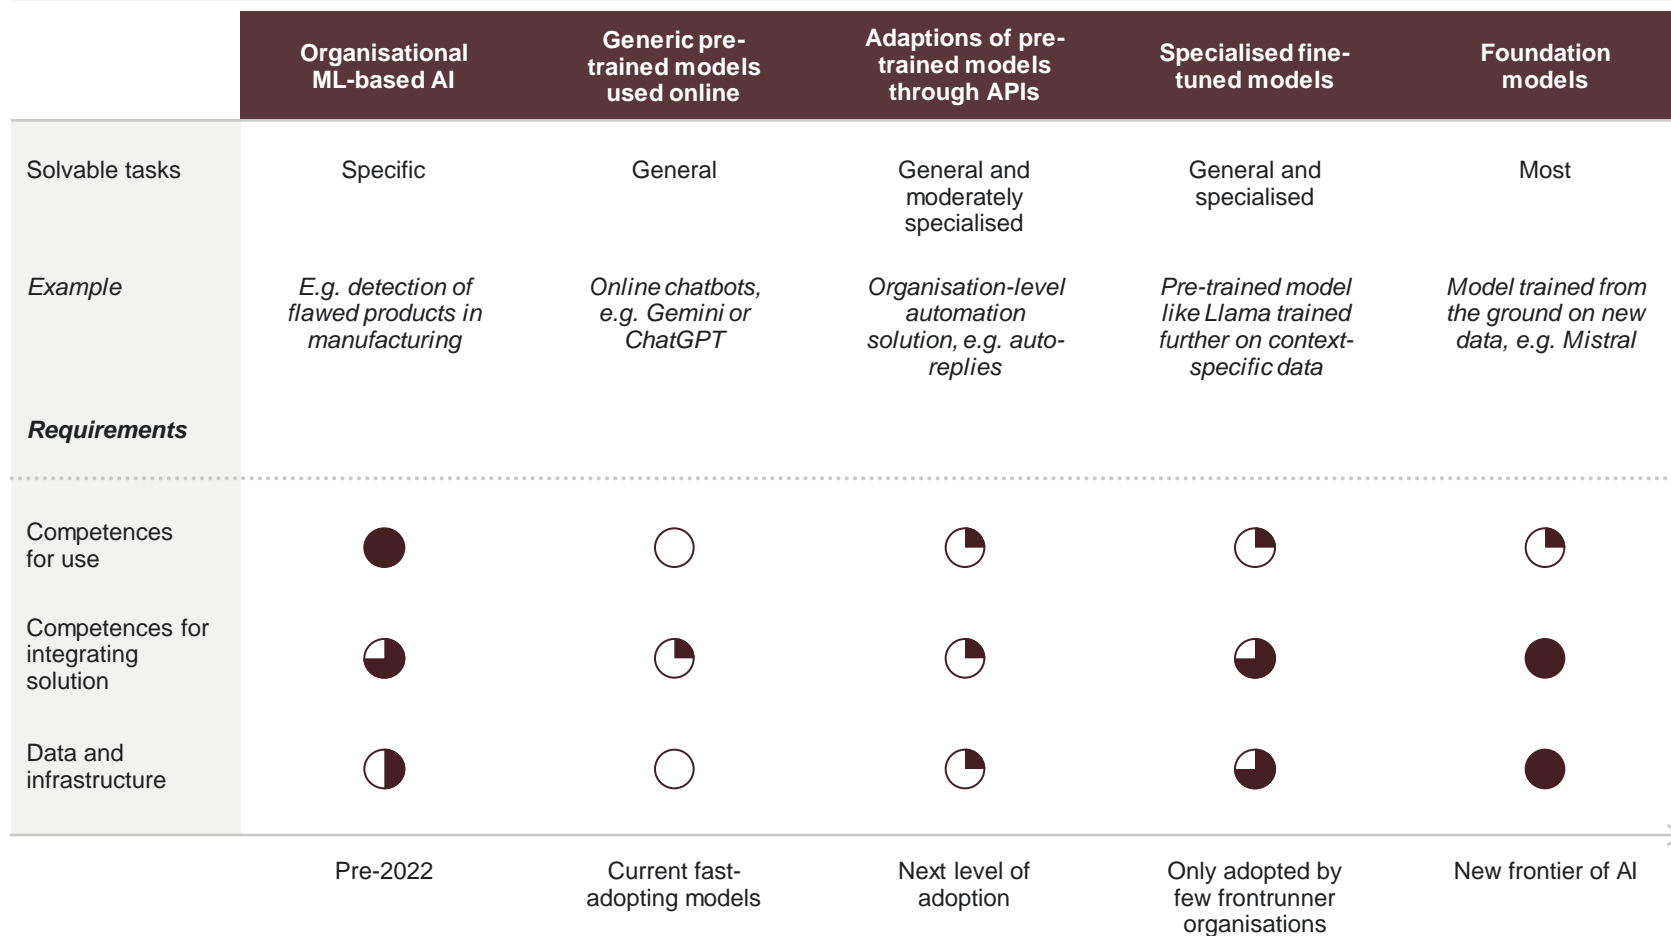 Organisational
ML-based AI
Generic pre-
trained models
used online
Adaptions of pre-
trained models
through APIs
Specialised fine-
tuned models
Foundation
models
Solvable tasks
Specific
General
General and
moderately
specialised
General and
specialised
Most
Example
E.g. detection of
flawed products in
manufacturing
Online chatbots,
e.g. Gemini or
ChatGPT
Organisation-level
automation
solution, e.g. auto-
replies
Pre-trained model
like Llama trained
further on context-
specific data
Model trained from
the ground on new
data, e.g. Mistral
Requirements
Competences
for use
Competences for
integrating
solution
Data and
infrastructure
Pre-2022
Current fast-
adopting models
Next level of
adoption
Only adopted by
few frontrunner
organisations
New frontier of AI